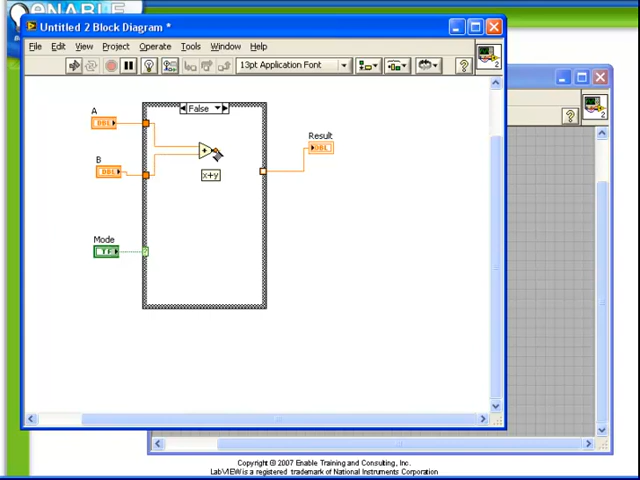 ENABLE
Untitled 2 Block Diagram *
File Edit View Project Operate Tools Window Help
13pt Application Font
?
?
A
DBL
False
+
x+y
Result
DBL
B
DBL
Mode
TF
?
Copyright © 2007 Enable Training and Consulting, Inc.
LabVIEW is a registered trademark of National Instruments Corporation